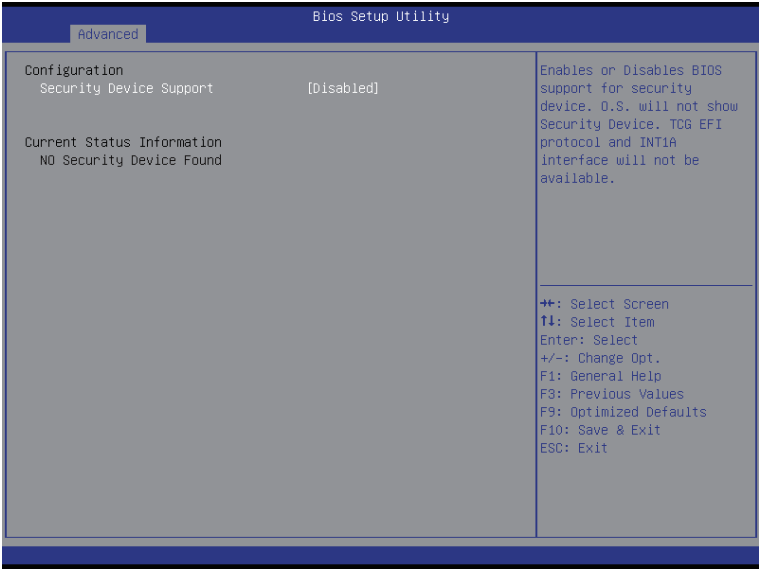 Bios Setup Utility
Advanced
Configuration
Security Device Support [Disabled]
Current Status Information
NO Security Device Found
Enables or Disables BIOS
support for security
device. O.S. will not show
Security Device. TCG EFI
protocol and INT1A
interface will not be
available.
→←: Select Screen
↑↓: Select Item
Enter: Select
+/-: Change Opt.
F1: General Help
F3: Previous Values
F9: Optimized Defaults
F10: Save & Exit
ESC: Exit